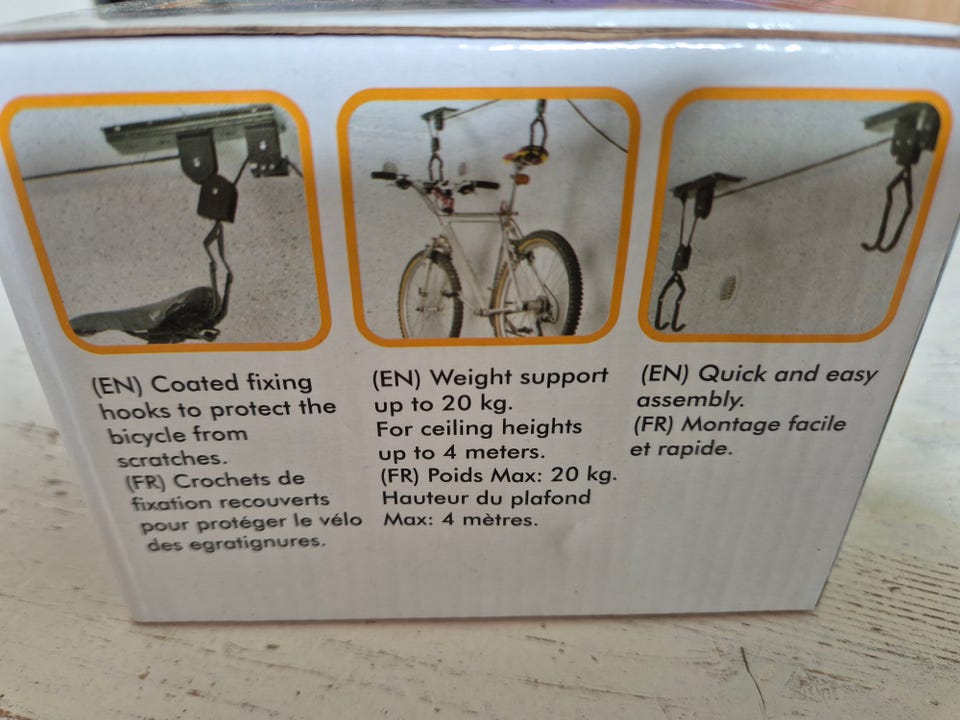 (EN) Coated fixing
hooks to protect the
bicycle from
scratches.
(FR) Crochets de
fixation recouverts
pour protéger le vélo
des egratignures.
(EN) Weight support
up to 20 kg.
For ceiling heights
up to 4 meters.
(FR) Poids Max: 20 kg.
Hauteur du plafond
Max: 4 mètres.
(EN) Quick and easy
assembly.
(FR) Montage facile
et rapide.